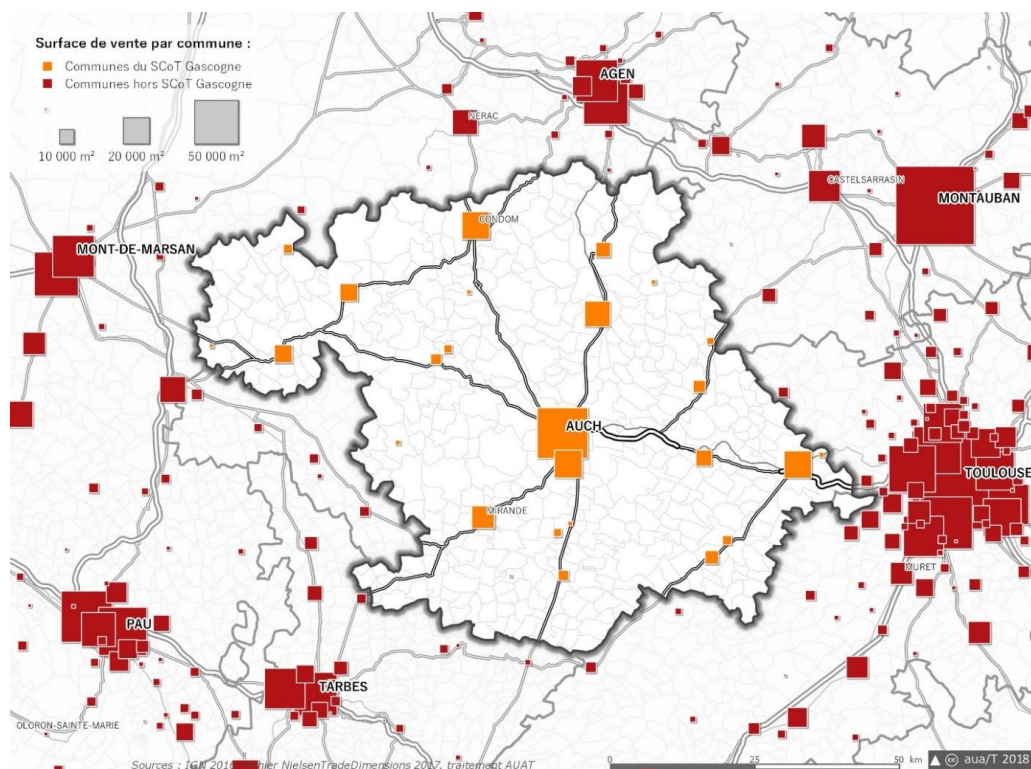 Surface de vente par commune :
Communes du SCoT Gascogne
Communes hors SCoT Gascogne
10 000 m² 20 000 m² 50 000 m²
AGEN
NÉRAC
CASTELSARRASIN
MONTAUBAN
CONDOM
MONT-DE-MARSAN
AUCH
TOULOUSE
MIRANDE
MURET
PAU
TARBES
OLORON-SAINTE-MARIE
0 25 50 km
Sources : IGN 2016, NielsenTradeDimensions 2017, traitement AUAT
cc aua/T 2018